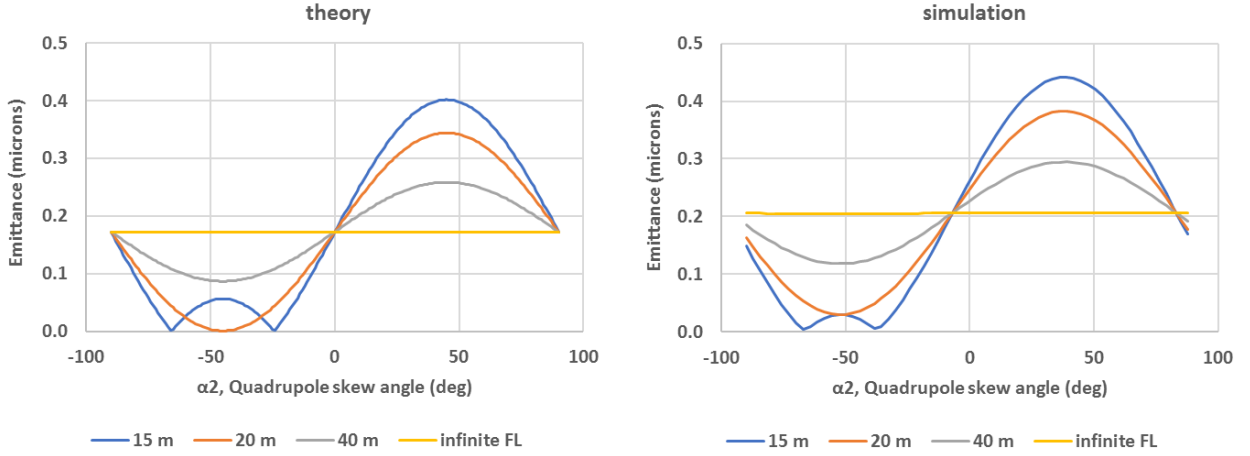 theory
0.5
0.4
0.3
0.2
0.1
0.0
Emittance (microns)
-100
-50
0
50
100
α2, Quadrupole skew angle (deg)
15 m
20 m
40 m
infinite FL
simulation
0.5
0.4
0.3
0.2
0.1
0.0
Emittance (microns)
-100
-50
0
50
100
α2, Quadrupole skew angle (deg)
15 m
20 m
40 m
infinite FL